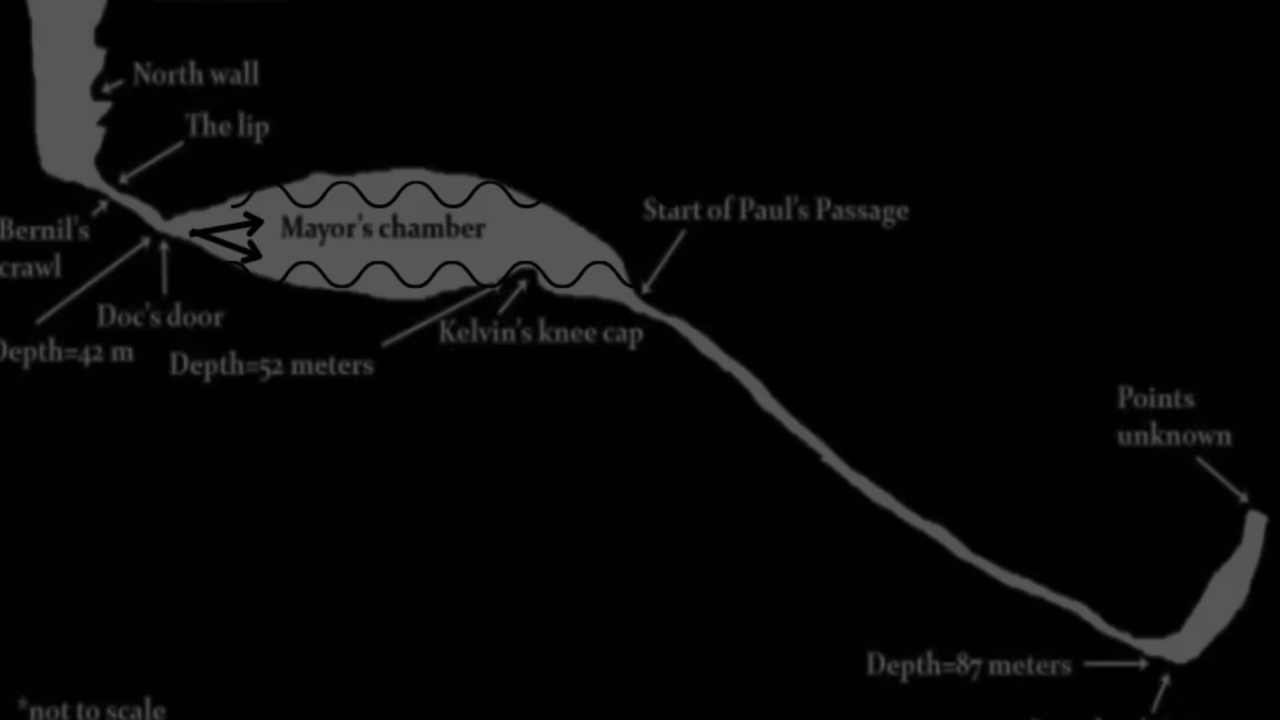 North wall
The lip
Start of Paul's Passage
Mayor's chamber
Bernil's
crawl
Doc's door
Kelvin's knee cap
Depth=42 m
Depth=52 meters
Points
unknown
Depth=87 meters
*not to scale